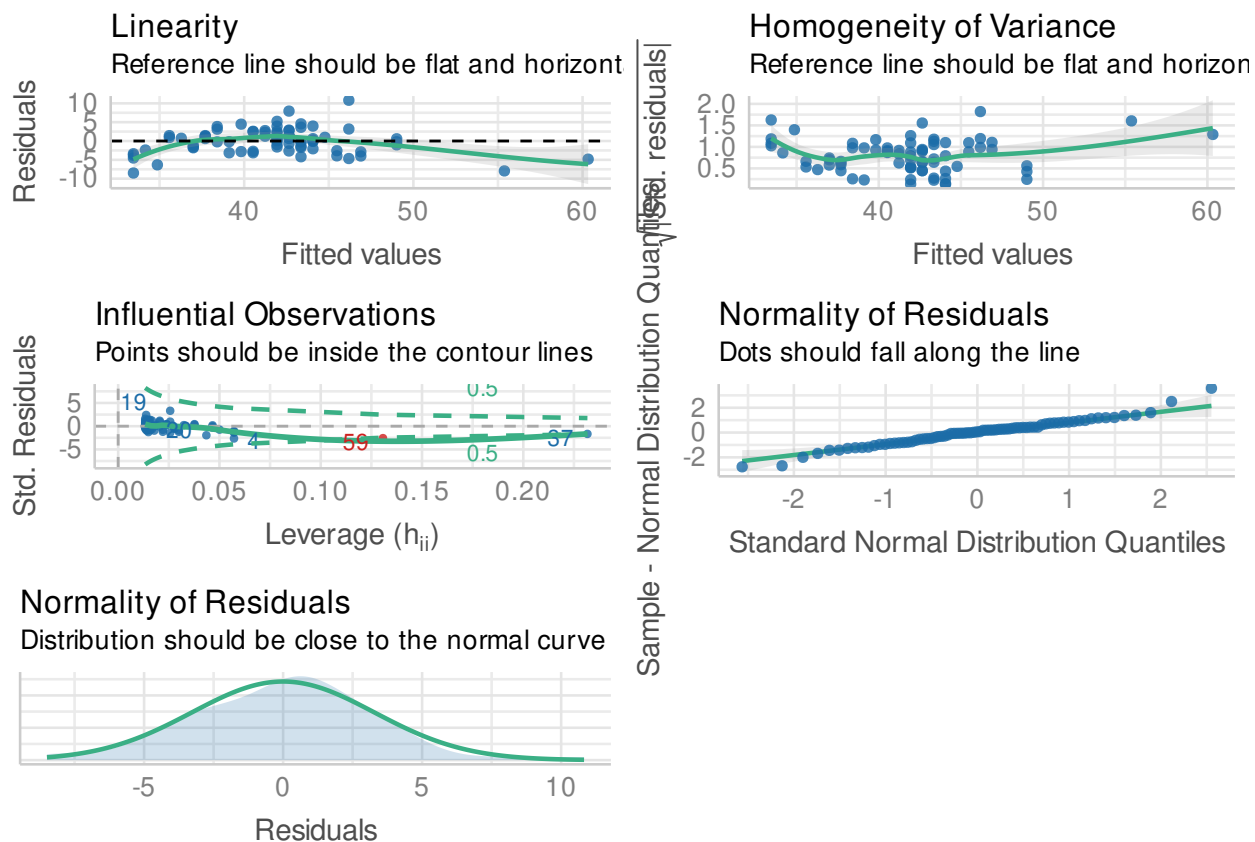 Linearity
Reference line should be flat and horizont
10
5
0
-5
-10
Residuals
40
50
60
Fitted values
Homogeneity of Variance
Reference line should be flat and horizon
2.0
1.5
1.0
0.5
√|Std. residuals|
40
50
60
Fitted values
Influential Observations
Points should be inside the contour lines
5
0
-5
Std. Residuals
0.5
19
20
4
59
37
0.5
0.00
0.05
0.10
0.15
0.20
Leverage (hii)
Normality of Residuals
Dots should fall along the line
2
0
-2
Sample - Normal Distribution Quantiles
-2
-1
0
1
2
Standard Normal Distribution Quantiles
Normality of Residuals
Distribution should be close to the normal curve
-5
0
5
10
Residuals